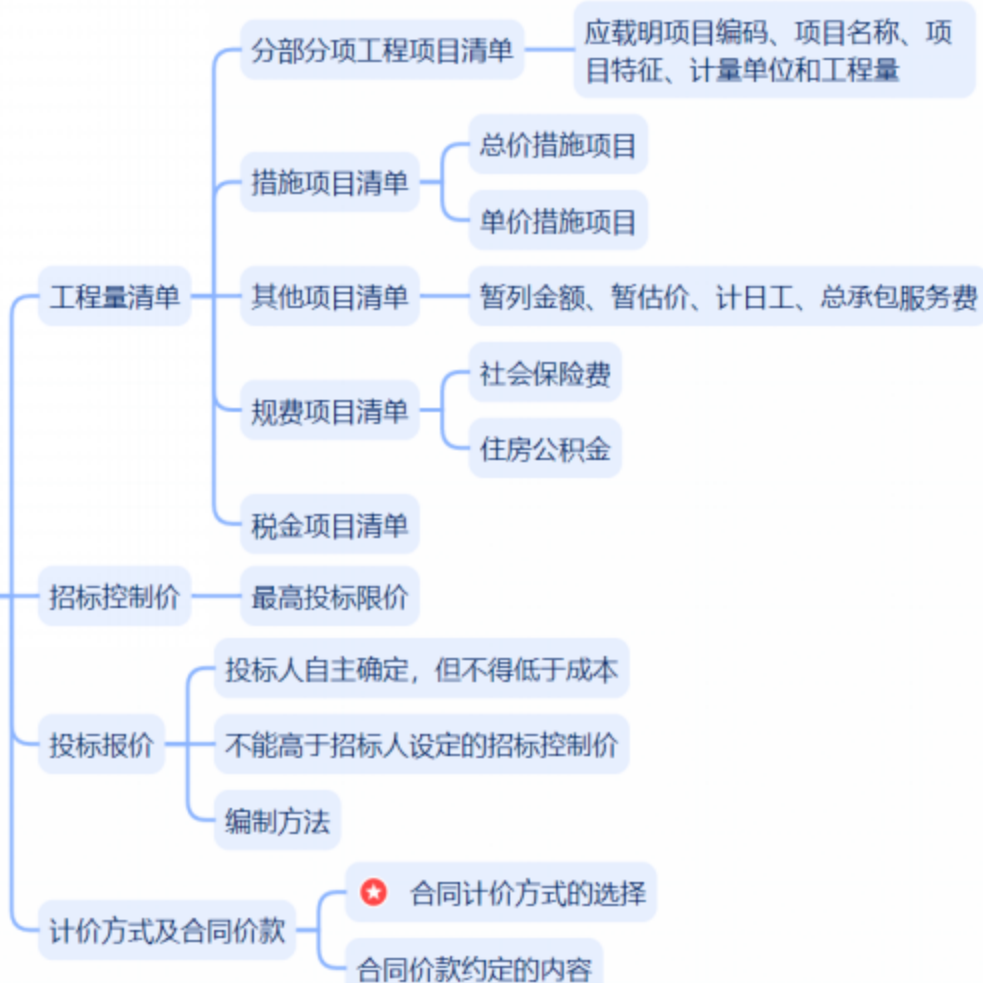 分部分项工程项目清单
应载明项目编码、项目名称、项
目特征、计量单位和工程量
措施项目清单
总价措施项目
单价措施项目
工程量清单
其他项目清单
暂列金额、暂估价、计日工、总承包服务费
规费项目清单
社会保险费
住房公积金
税金项目清单
招标控制价
最高投标限价
投标报价
投标人自主确定，但不得低于成本
不能高于招标人设定的招标控制价
编制方法
计价方式及合同价款
合同计价方式的选择
合同价款约定的内容